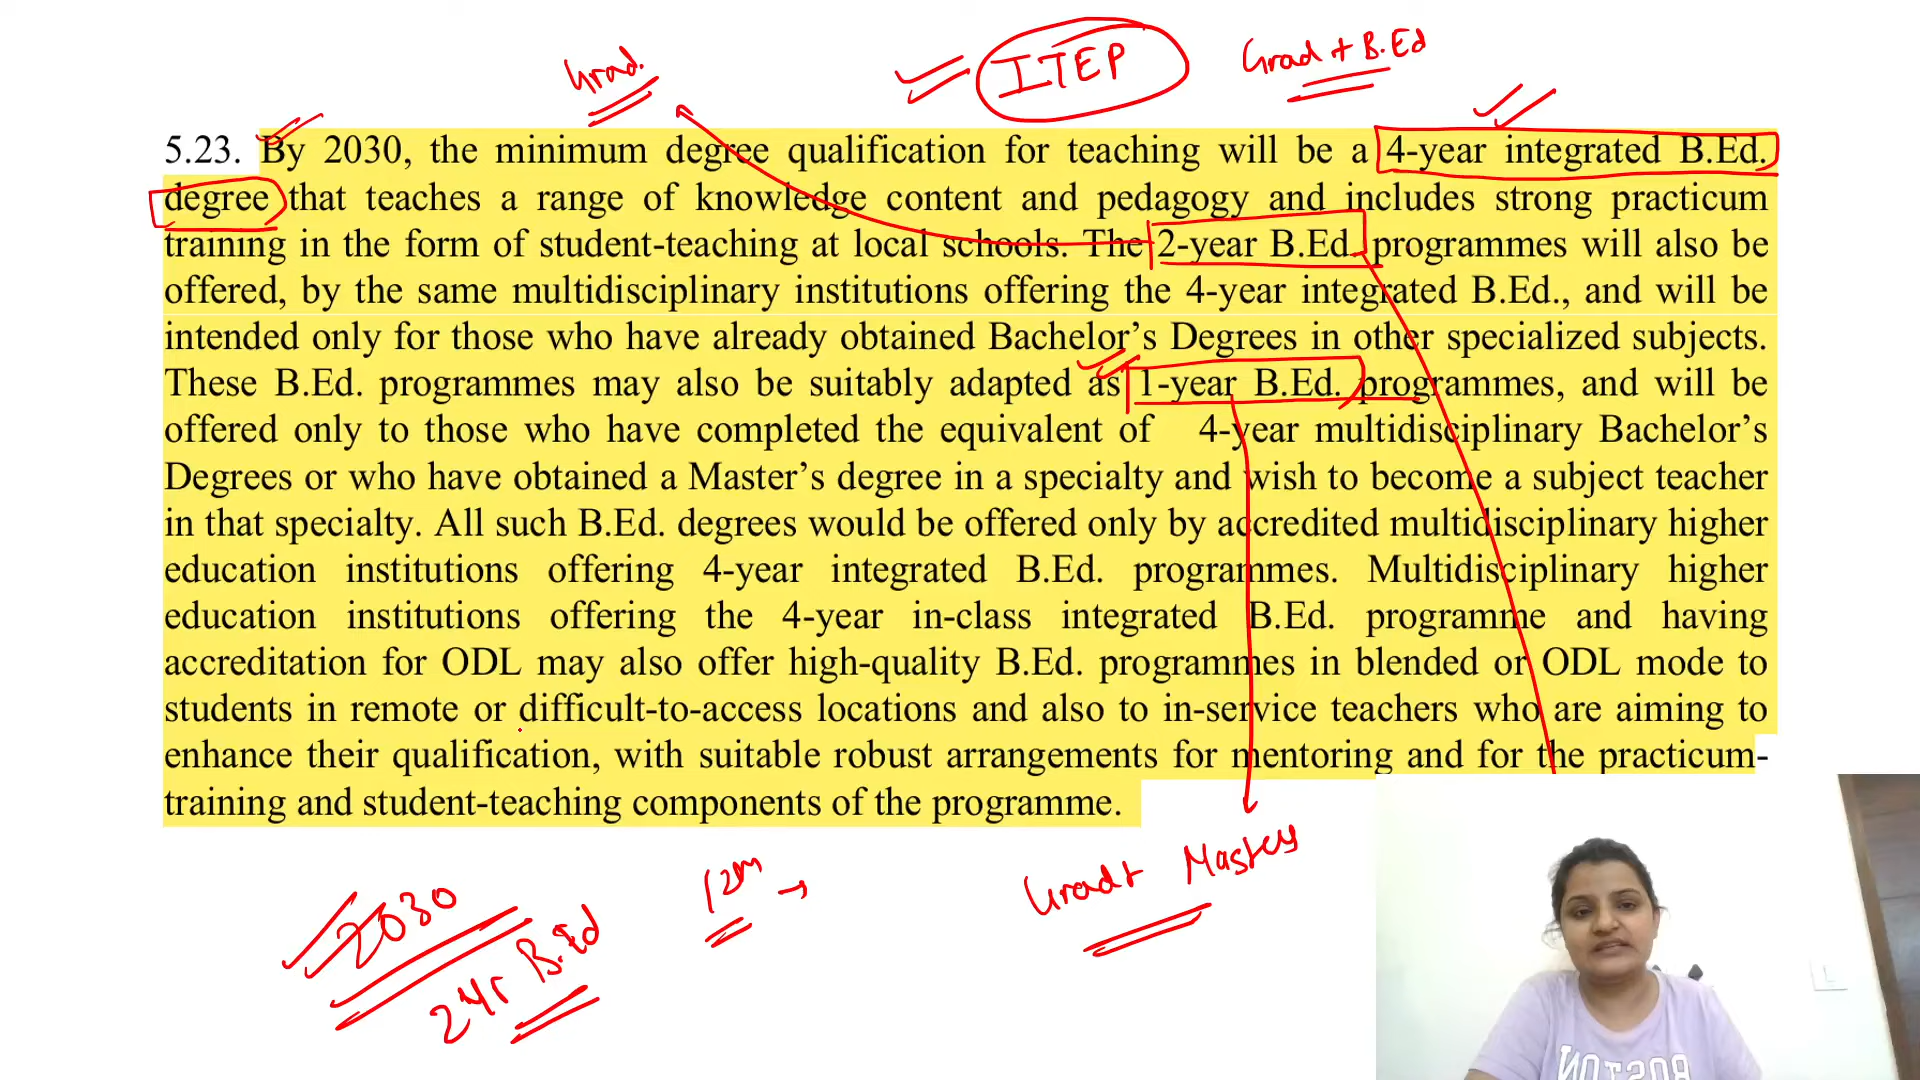 Grad.
ITEP
Grad + B.Ed
5.23. By 2030, the minimum degree qualification for teaching will be a 4-year integrated B.Ed.
degree that teaches a range of knowledge content and pedagogy and includes strong practicum
training in the form of student-teaching at local schools. The 2-year B.Ed. programmes will also be
offered, by the same multidisciplinary institutions offering the 4-year integrated B.Ed., and will be
intended only for those who have already obtained Bachelor’s Degrees in other specialized subjects.
These B.Ed. programmes may also be suitably adapted as 1-year B.Ed. programmes, and will be
offered only to those who have completed the equivalent of 4-year multidisciplinary Bachelor’s
Degrees or who have obtained a Master’s degree in a specialty and wish to become a subject teacher
in that specialty. All such B.Ed. degrees would be offered only by accredited multidisciplinary higher
education institutions offering 4-year integrated B.Ed. programmes. Multidisciplinary higher
education institutions offering the 4-year in-class integrated B.Ed. programme and having
accreditation for ODL may also offer high-quality B.Ed. programmes in blended or ODL mode to
students in remote or difficult-to-access locations and also to in-service teachers who are aiming to
enhance their qualification, with suitable robust arrangements for mentoring and for the practicum-
training and student-teaching components of the programme.
Grad+ Masters
2030
2 Yr B.Ed
BOSTON